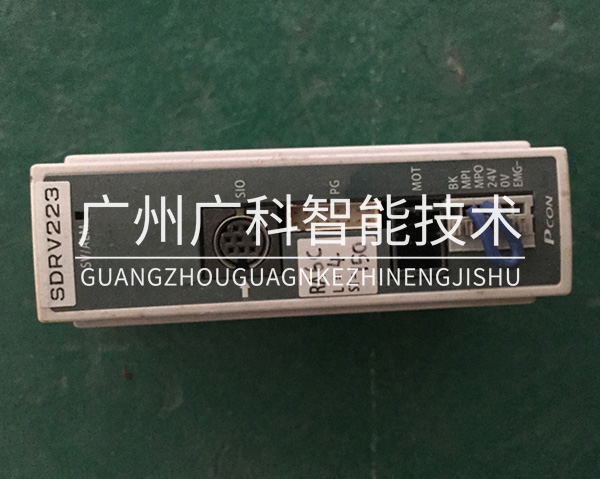 广州广科智能技术
GUANGZHOUGUAGNKEZHINENGJISHU
SDRV223
SIO
PG
MOT
BK
MPI
MPO
24V
0V
EMG-
PCON